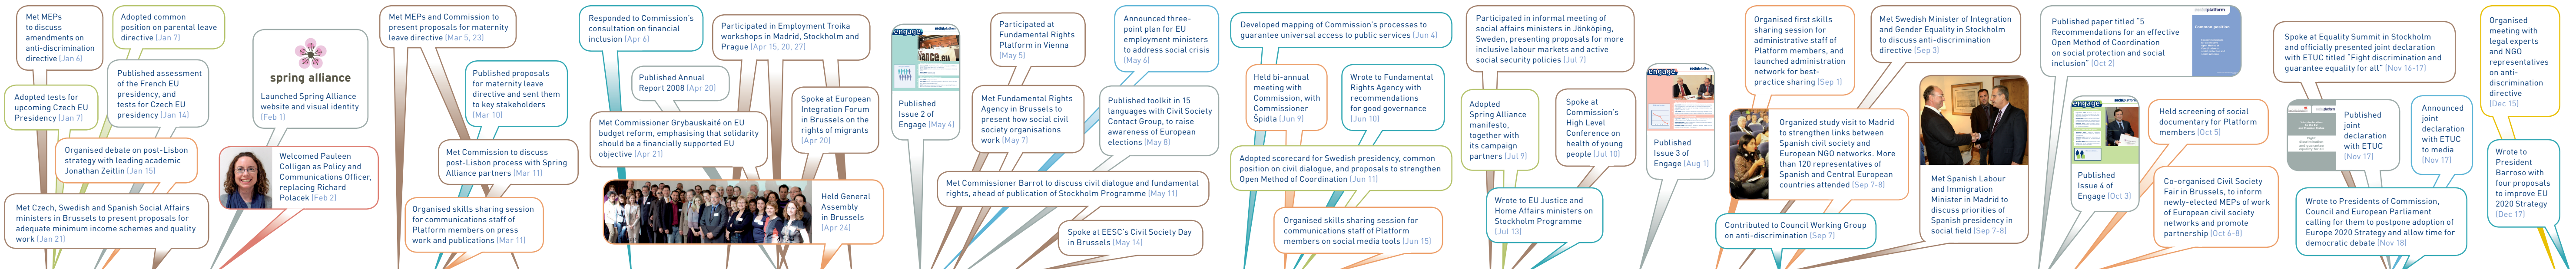 Met MEPs
to discuss
amendments on
anti-discrimination
directive (Jan 6)
Adopted common
position on parental leave
directive (Jan 7)
Adopted tests for
upcoming Czech EU
Presidency (Jan 7)
Published assessment
of the French EU
presidency, and
tests for Czech EU
presidency (Jan 14)
Organised debate on post-Lisbon
strategy with leading academic
Jonathan Zeitlin (Jan 15)
Met Czech, Swedish and Spanish Social Affairs
ministers in Brussels to present proposals for
adequate minimum income schemes and quality
work (Jan 21)
spring alliance
Launched Spring Alliance
website and visual identity
(Feb 1)
Welcomed Pauleen
Colligan as Policy and
Communications Officer,
replacing Richard
Polacek (Feb 2)
Met MEPs and Commission to
present proposals for maternity
leave directive (Mar 5, 23)
Published proposals
for maternity leave
directive and sent them
to key stakeholders
(Mar 10)
Met Commission to discuss
post-Lisbon process with Spring
Alliance partners (Mar 11)
Organised skills sharing session
for communications staff of
Platform members on press
work and publications (Mar 11)
Responded to Commission's
consultation on financial
inclusion (Apr 6)
Participated in Employment Troika
workshops in Madrid, Stockholm and
Prague (Apr 15, 20, 27)
Published Annual
Report 2008 (Apr 20)
Met Commissioner Grybauskaité on EU
budget reform, emphasising that solidarity
should be a financially supported EU
objective (Apr 21)
Spoke at European
Integration Forum
in Brussels on the
rights of migrants
(Apr 20)
Held General
Assembly
in Brussels
(Apr 24)
engage
Published
Issue 2 of
Engage (May 4)
Participated at
Fundamental Rights
Platform in Vienna
(May 5)
Announced three-
point plan for EU
employment ministers
to address social crisis
(May 6)
Met Fundamental Rights
Agency in Brussels to
present how social civil
society organisations
work (May 7)
Published toolkit in 15
languages with Civil Society
Contact Group, to raise
awareness of European
elections (May 8)
Met Commissioner Barrot to discuss civil dialogue and fundamental
rights, ahead of publication of Stockholm Programme (May 11)
Spoke at EESC's Civil Society Day
in Brussels (May 14)
Developed mapping of Commission's processes to
guarantee universal access to public services (Jun 4)
Held bi-annual
meeting with
Commission, with
Commissioner
Špidla (Jun 9)
Wrote to Fundamental
Rights Agency with
recommendations
for good governance
(Jun 10)
Adopted scorecard for Swedish presidency, common
position on civil dialogue, and proposals to strengthen
Open Method of Coordination (Jun 11)
Organised skills sharing session for
communications staff of Platform
members on social media tools (Jun 15)
Participated in informal meeting of
social affairs ministers in Jönköping,
Sweden, presenting proposals for more
inclusive labour markets and active
social security policies (Jul 7)
Adopted
Spring Alliance
manifesto,
together with
its campaign
partners (Jul 9)
Spoke at
Commission's
High Level
Conference on
health of young
people (Jul 10)
Wrote to EU Justice and
Home Affairs ministers on
Stockholm Programme
(Jul 13)
engage
Published
Issue 3 of
Engage (Aug 1)
Organised first skills
sharing session for
administrative staff of
Platform members, and
launched administration
network for best-
practice sharing (Sep 1)
Met Swedish Minister of Integration
and Gender Equality in Stockholm
to discuss anti-discrimination
directive (Sep 3)
Organized study visit to Madrid
to strengthen links between
Spanish civil society and
European NGO networks. More
than 120 representatives of
Spanish and Central European
countries attended (Sep 7-8)
Contributed to Council Working Group
on anti-discrimination (Sep 7)
Met Spanish Labour
and Immigration
Minister in Madrid to
discuss priorities of
Spanish presidency in
social field (Sep 7-8)
Published paper titled "5
Recommendations for an effective
Open Method of Coordination
on social protection and social
inclusion" (Oct 2)
Common position
engage
Published
Issue 4 of
Engage (Oct 3)
Held screening of social
documentary for Platform
members (Oct 5)
Co-organised Civil Society
Fair in Brussels, to inform
newly-elected MEPs of work
of European civil society
networks and promote
partnership (Oct 6-8)
Spoke at Equality Summit in Stockholm
and officially presented joint declaration
with ETUC titled "Fight discrimination and
guarantee equality for all" (Nov 16-17)
Published
joint
declaration
with ETUC
(Nov 17)
Announced
joint
declaration
with ETUC
to media
(Nov 17)
Wrote to Presidents of Commission,
Council and European Parliament
calling for them to postpone adoption of
Europe 2020 Strategy and allow time for
democratic debate (Nov 18)
Organised
meeting with
legal experts
and NGO
representatives
on anti-
discrimination
directive
(Dec 15)
Wrote to
President
Barroso with
four proposals
to improve EU
2020 Strategy
(Dec 17)